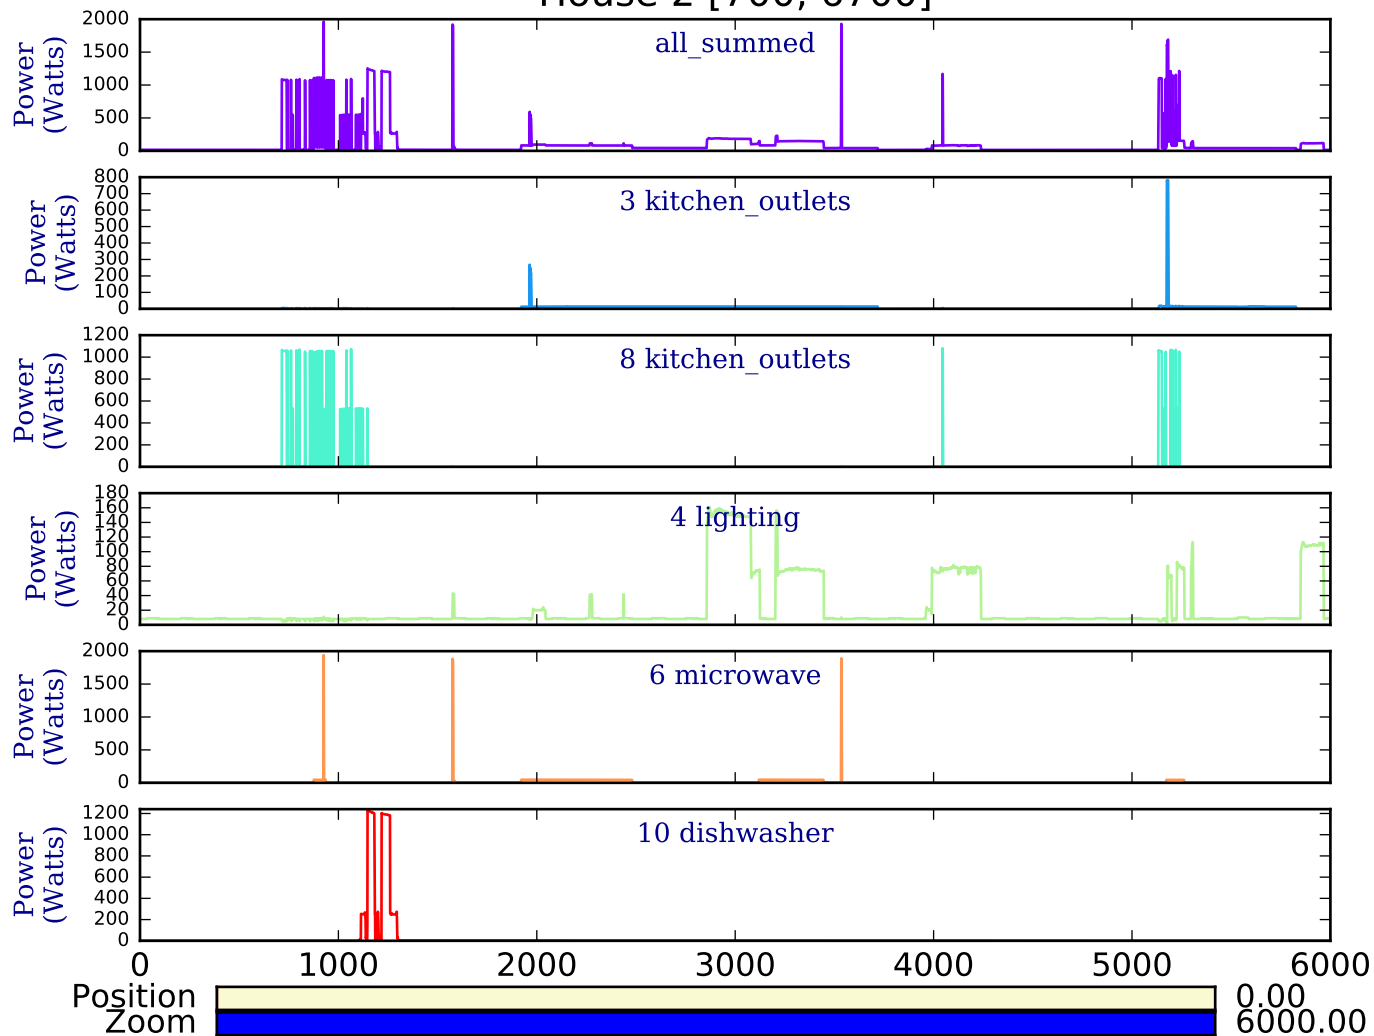 House 2 [700, 6700]
Power
(Watts)
2000
1500
1000
500
0
all_summed
Power
(Watts)
800
700
600
500
400
300
200
100
0
3 kitchen_outlets
Power
(Watts)
1200
1000
800
600
400
200
0
8 kitchen_outlets
Power
(Watts)
180
160
140
120
100
80
60
40
20
0
4 lighting
Power
(Watts)
2000
1500
1000
500
0
6 microwave
Power
(Watts)
1200
1000
800
600
400
200
0
10 dishwasher
0 1000 2000 3000 4000 5000 6000
Position 0.00
Zoom 6000.00